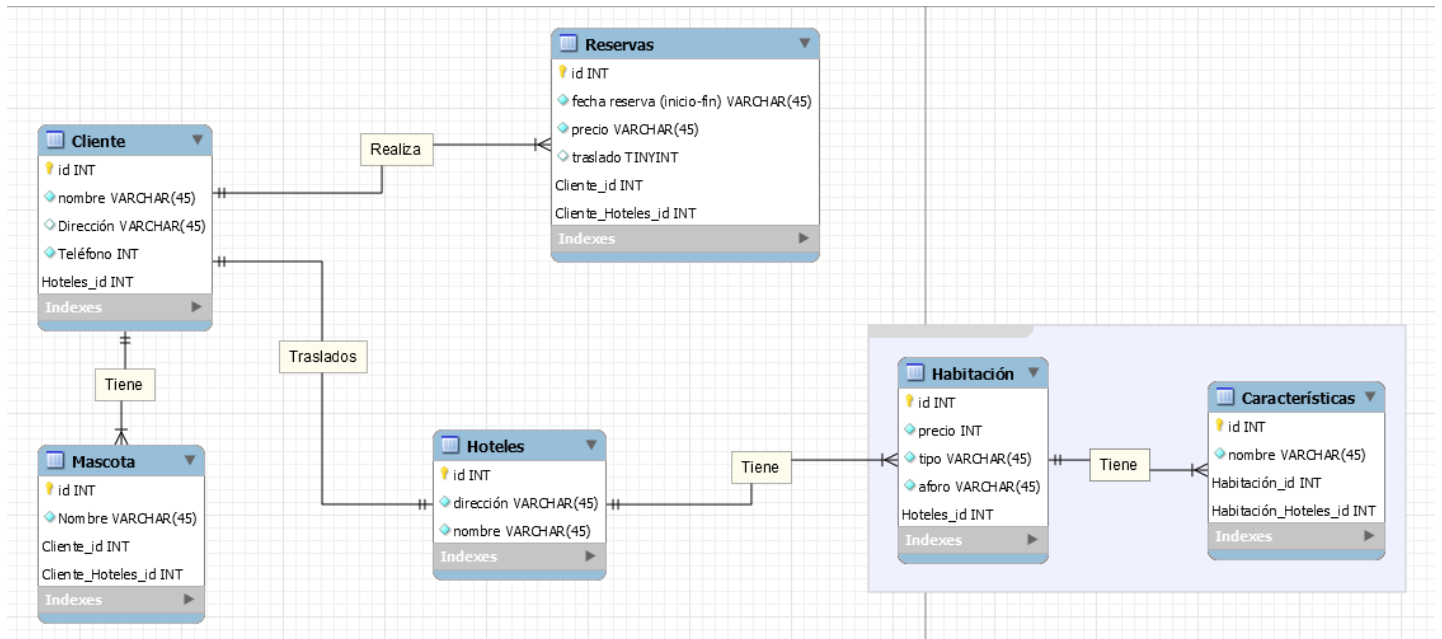 Reservas
id INT
fecha reserva (inicio-fin) VARCHAR(45)
precio VARCHAR(45)
traslado TINYINT
Cliente_id INT
Cliente_Hoteles_id INT
Indexes
Cliente
id INT
nombre VARCHAR(45)
Dirección VARCHAR(45)
Teléfono INT
Hoteles_id INT
Indexes
Realiza
Traslados
Tiene
Mascota
id INT
Nombre VARCHAR(45)
Cliente_id INT
Cliente_Hoteles_id INT
Indexes
Hoteles
id INT
dirección VARCHAR(45)
nombre VARCHAR(45)
Indexes
Tiene
Habitación
id INT
precio INT
tipo VARCHAR(45)
aforo VARCHAR(45)
Hoteles_id INT
Indexes
Tiene
Características
id INT
nombre VARCHAR(45)
Habitación_id INT
Habitación_Hoteles_id INT
Indexes